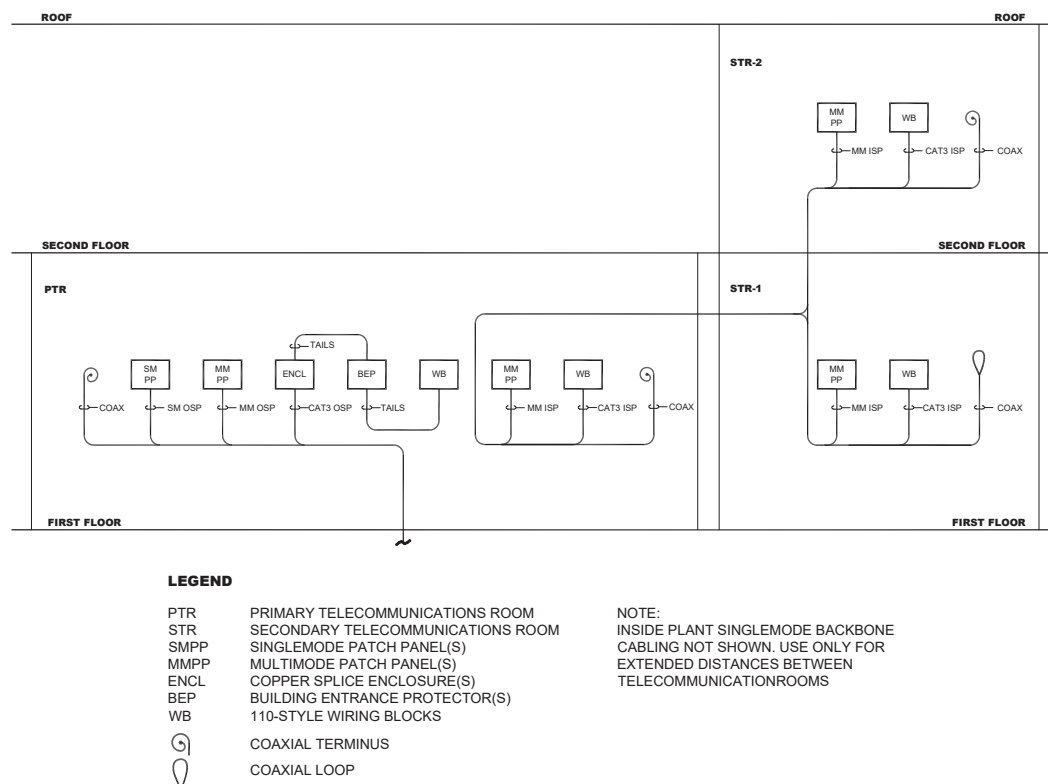 ROOF ROOF
STR-2
MM PP WB
MM ISP CAT3 ISP COAX
SECOND FLOOR SECOND FLOOR
PTR STR-1
TAILS
SM PP MM PP ENCL BEP WB MM PP WB MM PP WB
COAX SM OSP MM OSP CAT3 OSP TAILS MM ISP CAT3 ISP COAX MM ISP CAT3 ISP COAX
FIRST FLOOR FIRST FLOOR
LEGEND
PTR PRIMARY TELECOMMUNICATIONS ROOM
STR SECONDARY TELECOMMUNICATIONS ROOM
SMPP SINGLEMODE PATCH PANEL(S)
MMPP MULTIMODE PATCH PANEL(S)
ENCL COPPER SPLICE ENCLOSURE(S)
BEP BUILDING ENTRANCE PROTECTOR(S)
WB 110-STYLE WIRING BLOCKS
COAXIAL TERMINUS
COAXIAL LOOP
NOTE:
INSIDE PLANT SINGLEMODE BACKBONE
CABLING NOT SHOWN. USE ONLY FOR
EXTENDED DISTANCES BETWEEN
TELECOMMUNICATIONROOMS